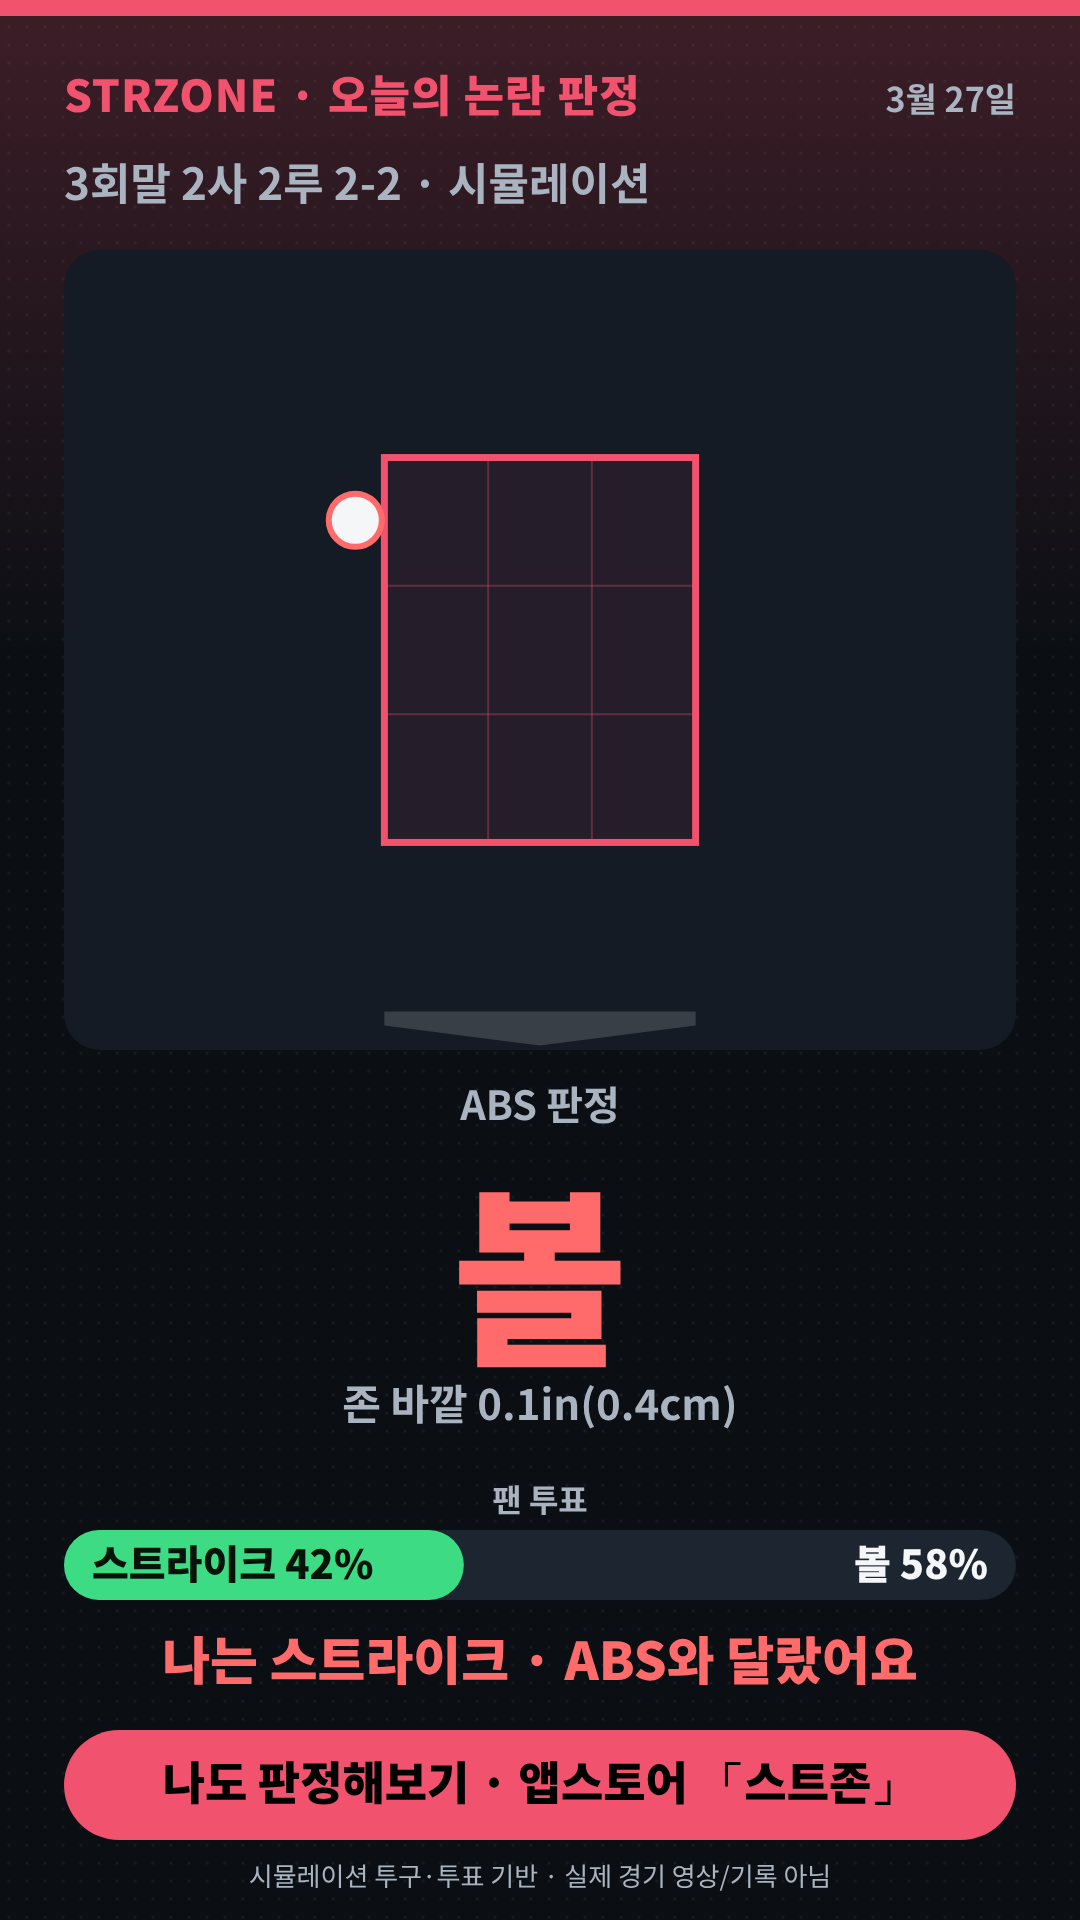 STRZONE · 오늘의 논란 판정
3월 27일
3회말 2사 2루 2-2 · 시뮬레이션
ABS 판정
볼
존 바깥 0.1in(0.4cm)
팬 투표
스트라이크 42%
볼 58%
나는 스트라이크 · ABS와 달랐어요
나도 판정해보기 · 앱스토어 「스트존」
시뮬레이션 투구·투표 기반 · 실제 경기 영상/기록 아님